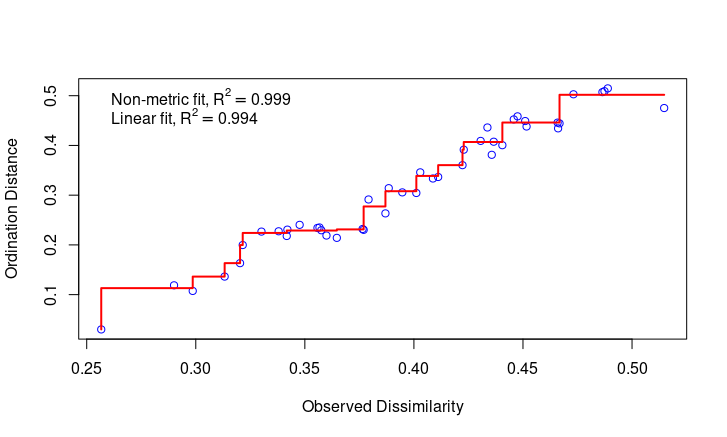 Non-metric fit, R² = 0.999
Linear fit, R² = 0.994
Ordination Distance
0.5
0.4
0.3
0.2
0.1
0.25 0.30 0.35 0.40 0.45 0.50
Observed Dissimilarity